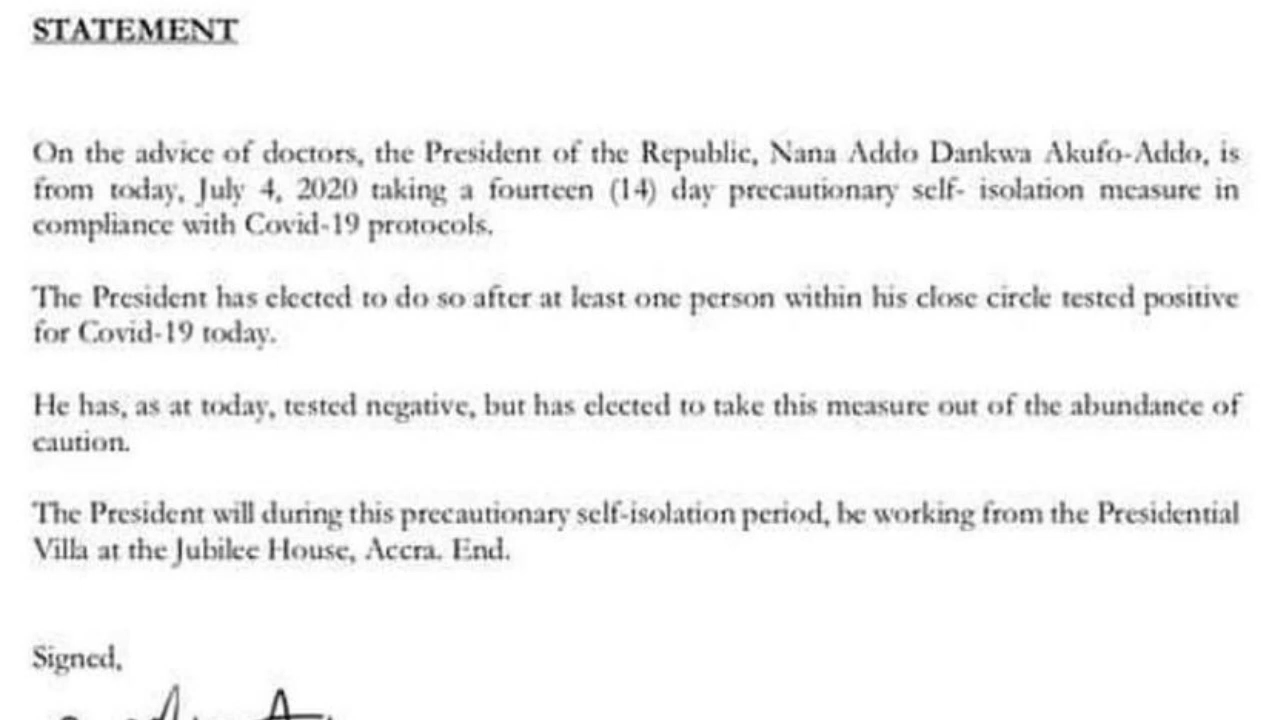 STATEMENT
On the advice of doctors, the President of the Republic, Nana Addo Dankwa Akufo-Addo, is
from today, July 4, 2020 taking a fourteen (14) day precautionary self- isolation measure in
compliance with Covid-19 protocols.
The President has elected to do so after at least one person within his close circle tested positive
for Covid-19 today.
He has, as at today, tested negative, but has elected to take this measure out of the abundance of
caution.
The President will during this precautionary self-isolation period, be working from the Presidential
Villa at the Jubilee House, Accra. End.
Signed,